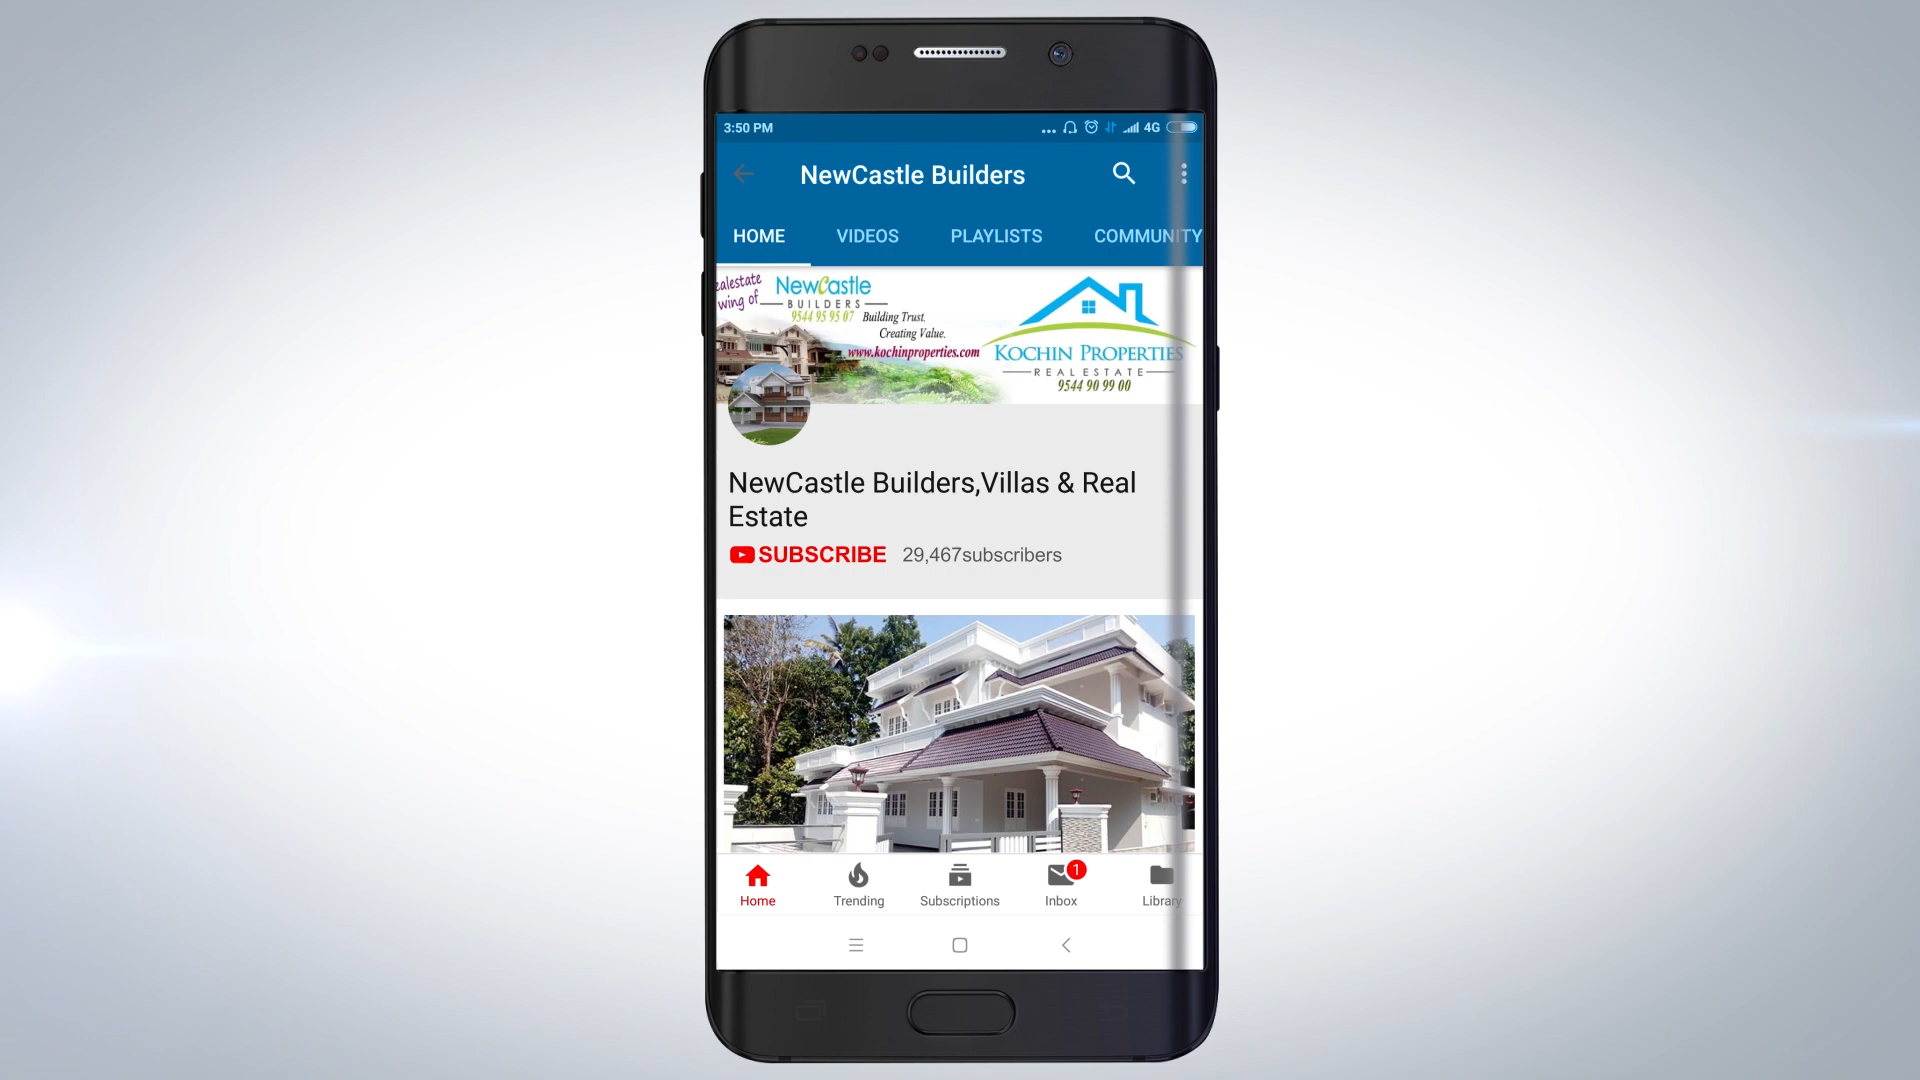 3:50 PM
4G
NewCastle Builders
HOME VIDEOS PLAYLISTS COMMUNITY
ealestate
wing of
NewCastle
BUILDERS
9544 95 95 07
Building Trust.
Creating Value.
www.kochinproperties.com
KOCHIN PROPERTIES
REAL ESTATE
9544 90 99 00
NewCastle Builders,Villas & Real
Estate
SUBSCRIBE 29,467subscribers
1
Home Trending Subscriptions Inbox Library